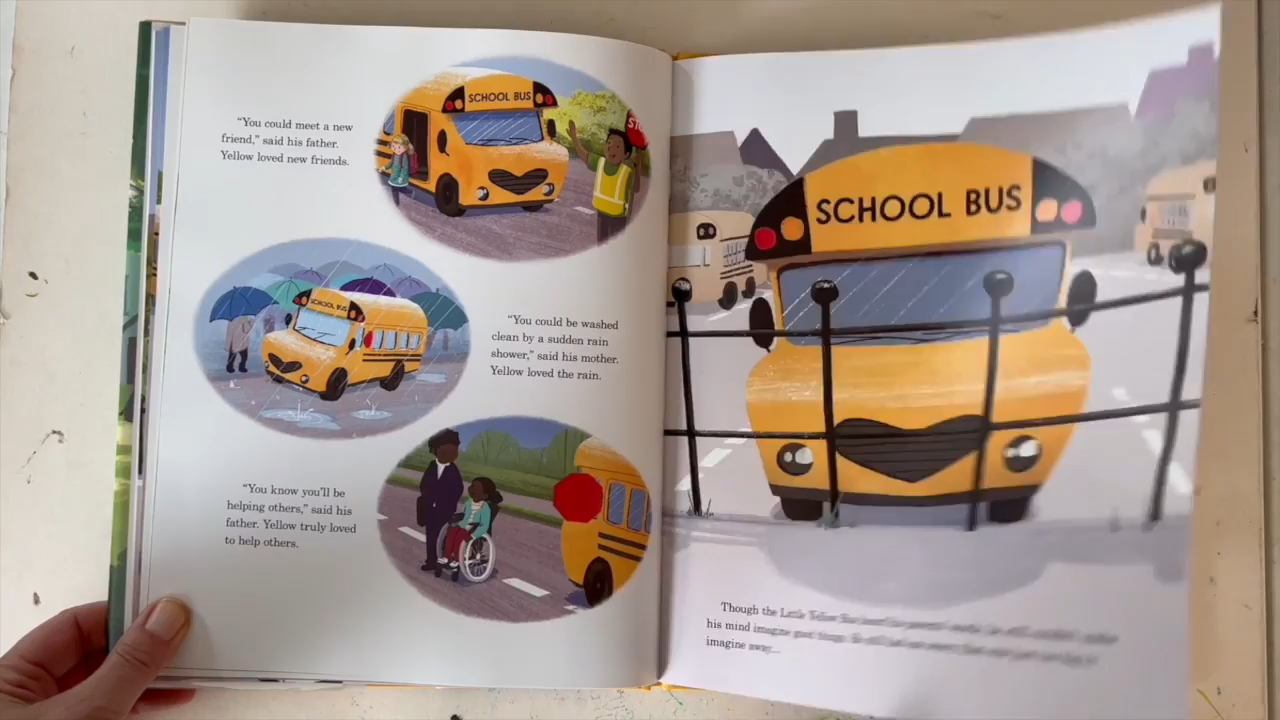 “You could meet a new
friend,” said his father.
Yellow loved new friends.
SCHOOL BUS
“You could be washed
clean by a sudden rain
shower,” said his mother.
Yellow loved the rain.
SCHOOL BUS
“You know you’ll be
helping others,” said his
father. Yellow truly loved
to help others.
SCHOOL BUS
Though the Little Yellow Bus
his mind imagine good things.
imagine away...